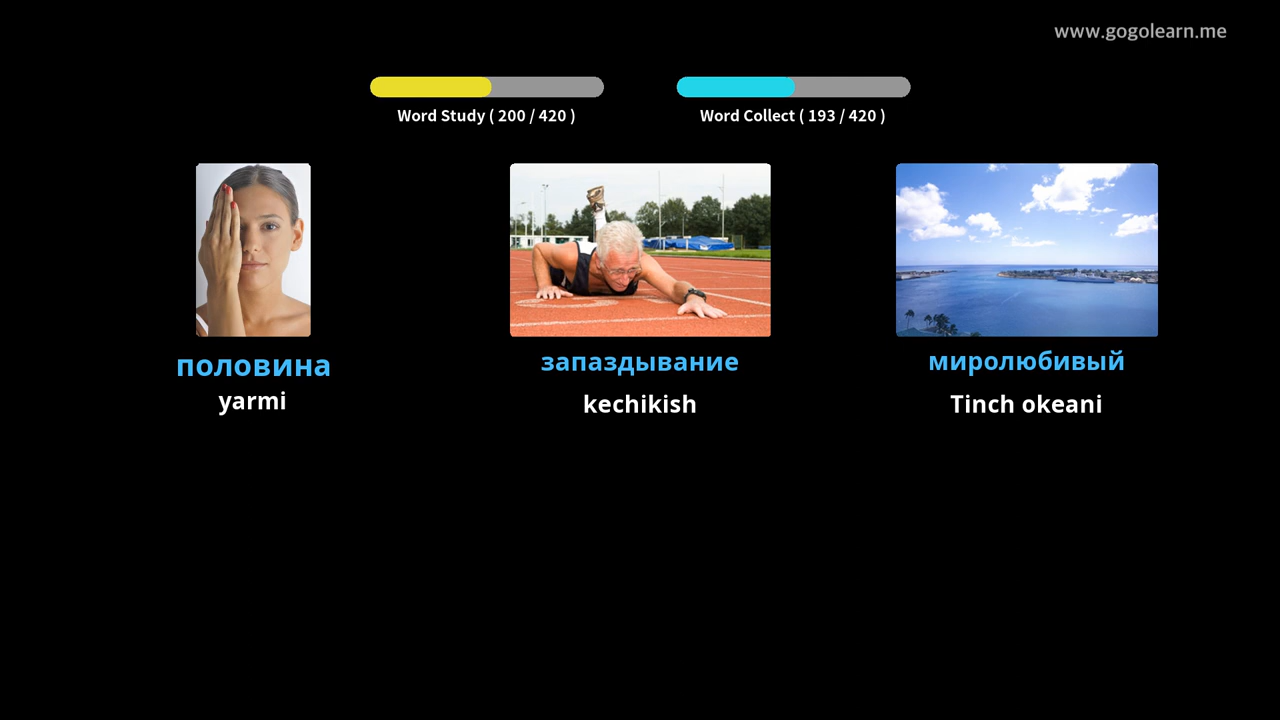 www.gogolearn.me
Word Study ( 200 / 420 )
Word Collect ( 193 / 420 )
половина
yarmi
запаздывание
kechikish
миролюбивый
Tinch okeani